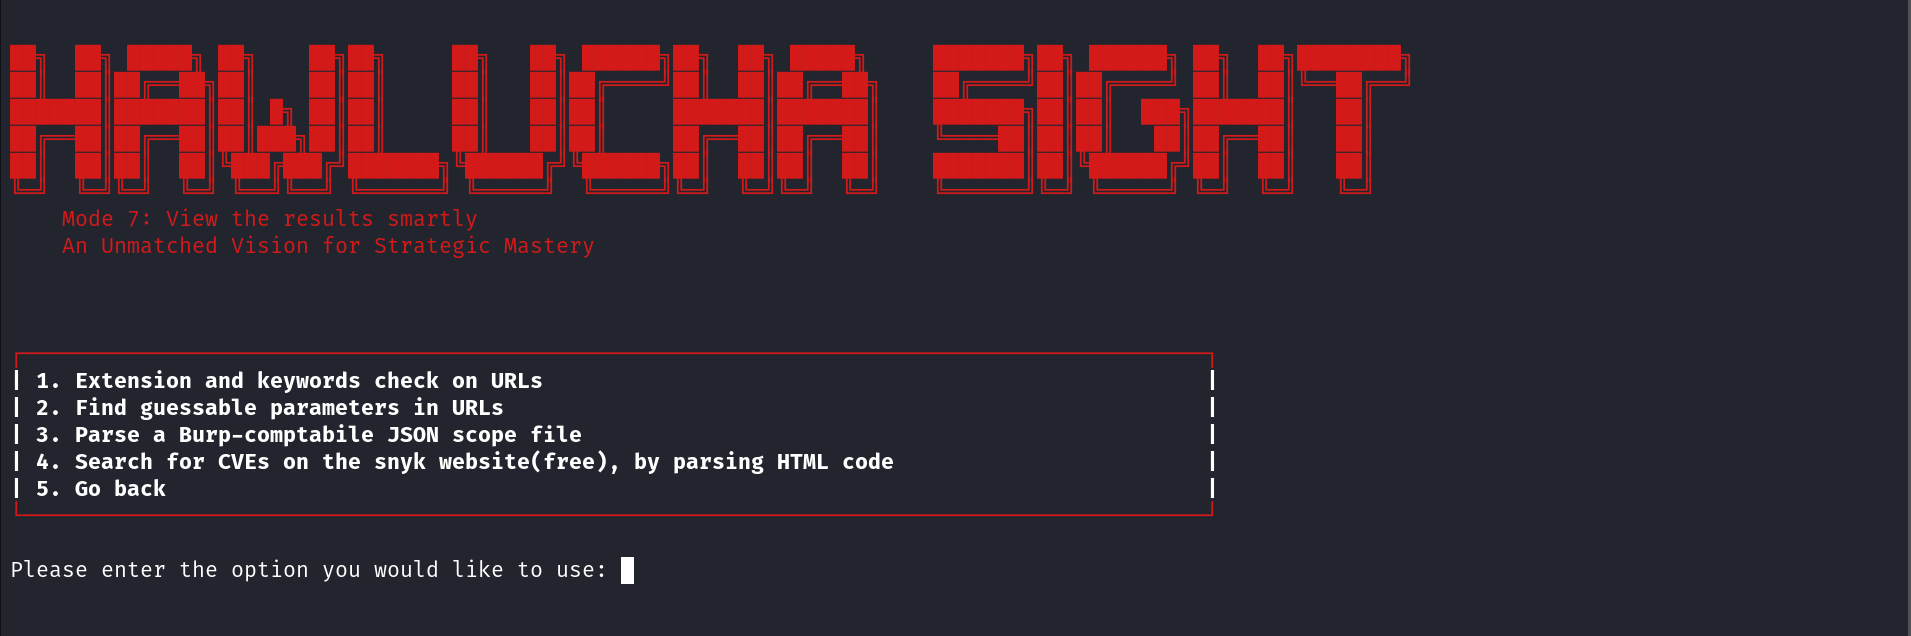 HAWLUCHA SIGHT
Mode 7: View the results smartly
An Unmatched Vision for Strategic Mastery
1. Extension and keywords check on URLs
2. Find guessable parameters in URLs
3. Parse a Burp-comptabile JSON scope file
4. Search for CVEs on the snyk website(free), by parsing HTML code
5. Go back
Please enter the option you would like to use: